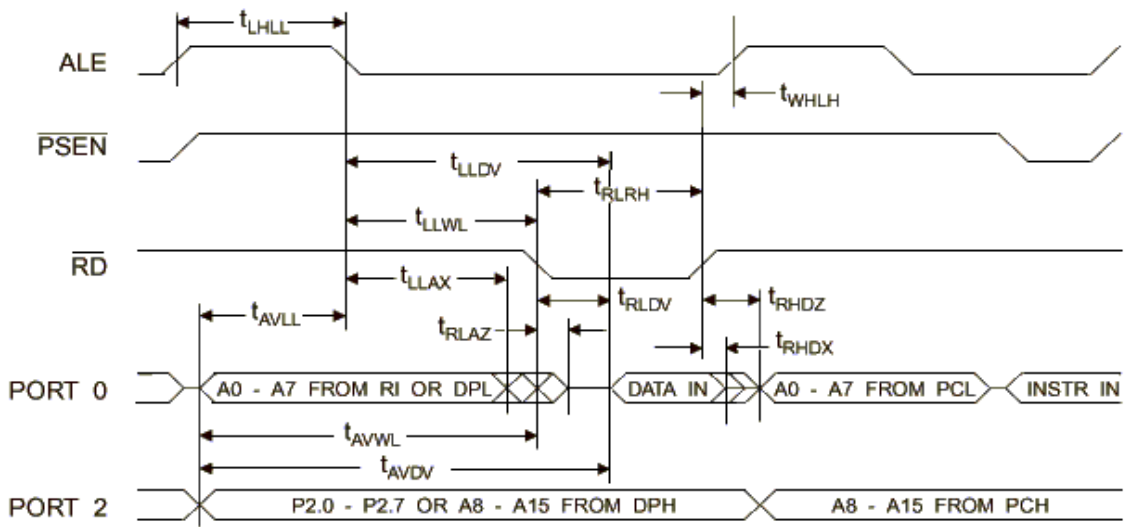 tLHLL
ALE
tWHLH
PSEN
tLLDV
tRLRH
tLLWL
RD
tLLAX
tRLDV
tRHDZ
tAVLL
tRLAZ
tRHDX
PORT 0
A0 - A7 FROM RI OR DPL
DATA IN
A0 - A7 FROM PCL
INSTR IN
tAVWL
tAVDV
PORT 2
P2.0 - P2.7 OR A8 - A15 FROM DPH
A8 - A15 FROM PCH